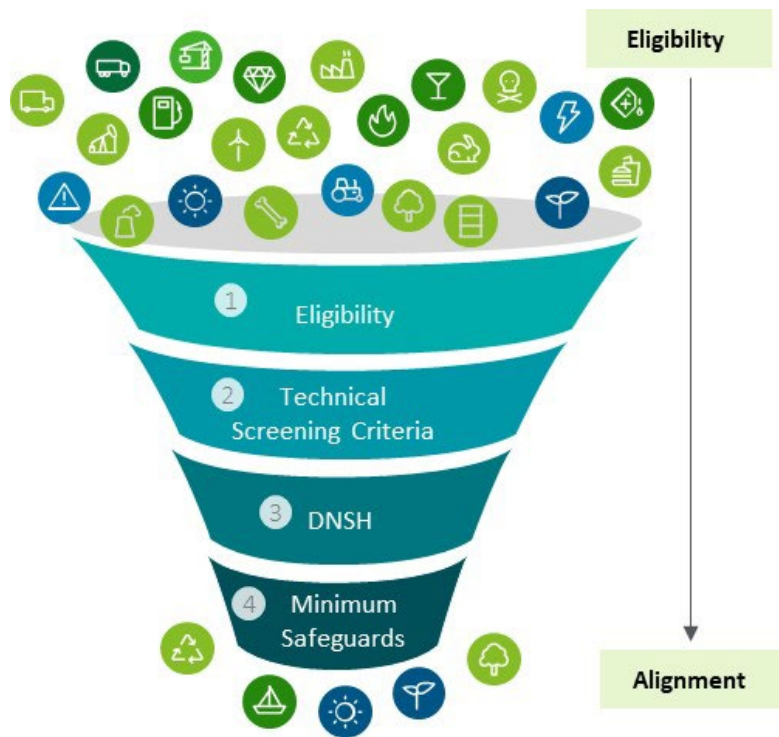 Eligibility
1
Eligibility
2
Technical
Screening Criteria
3
DNSH
4
Minimum
Safeguards
Alignment